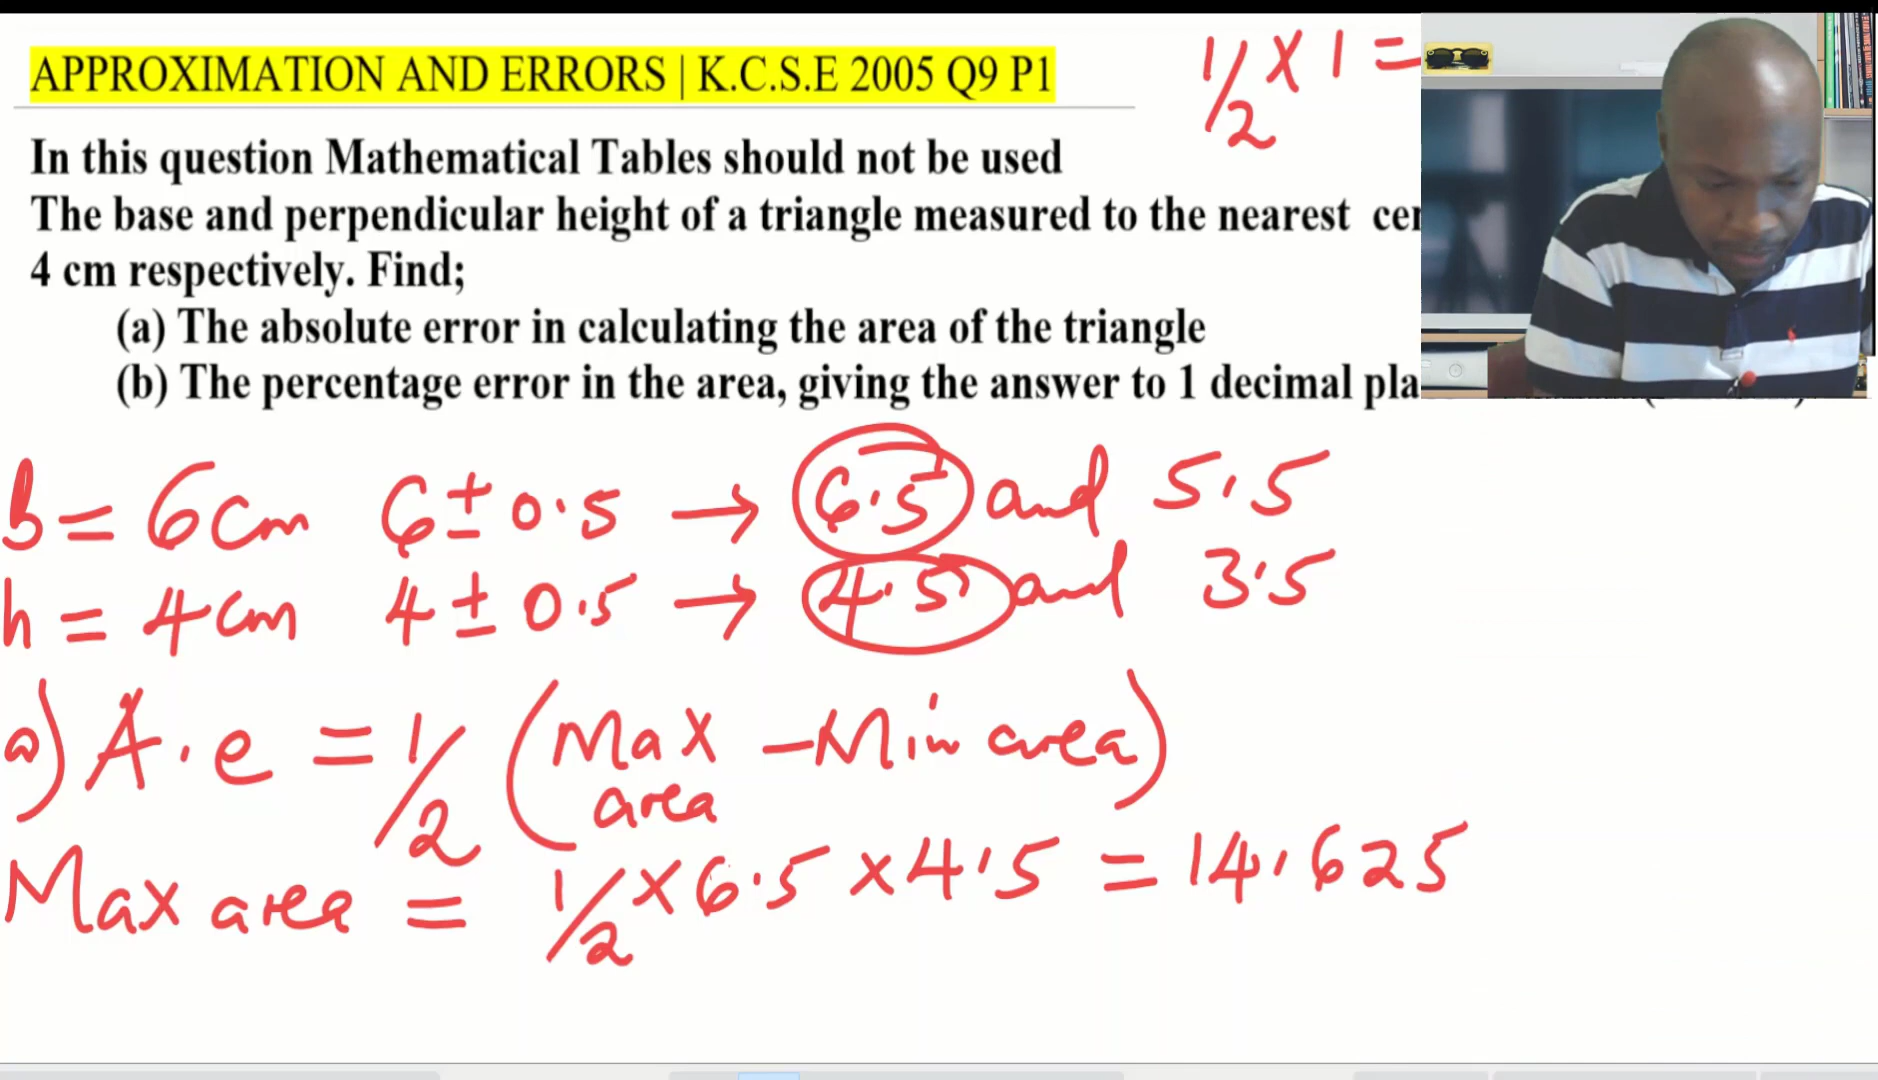 APPROXIMATION AND ERRORS | K.C.S.E 2005 Q9 P1
1/2 × 1 =
In this question Mathematical Tables should not be used
The base and perpendicular height of a triangle measured to the nearest
4 cm respectively. Find;
(a) The absolute error in calculating the area of the triangle
(b) The percentage error in the area, giving the answer to 1 decimal
b = 6cm 6 ± 0.5 → 6.5 and 5.5
h = 4cm 4 ± 0.5 → 4.5 and 3.5
a) A.e = 1/2 (Max area – Min area)
Max area = 1/2 × 6.5 × 4.5 = 14.625